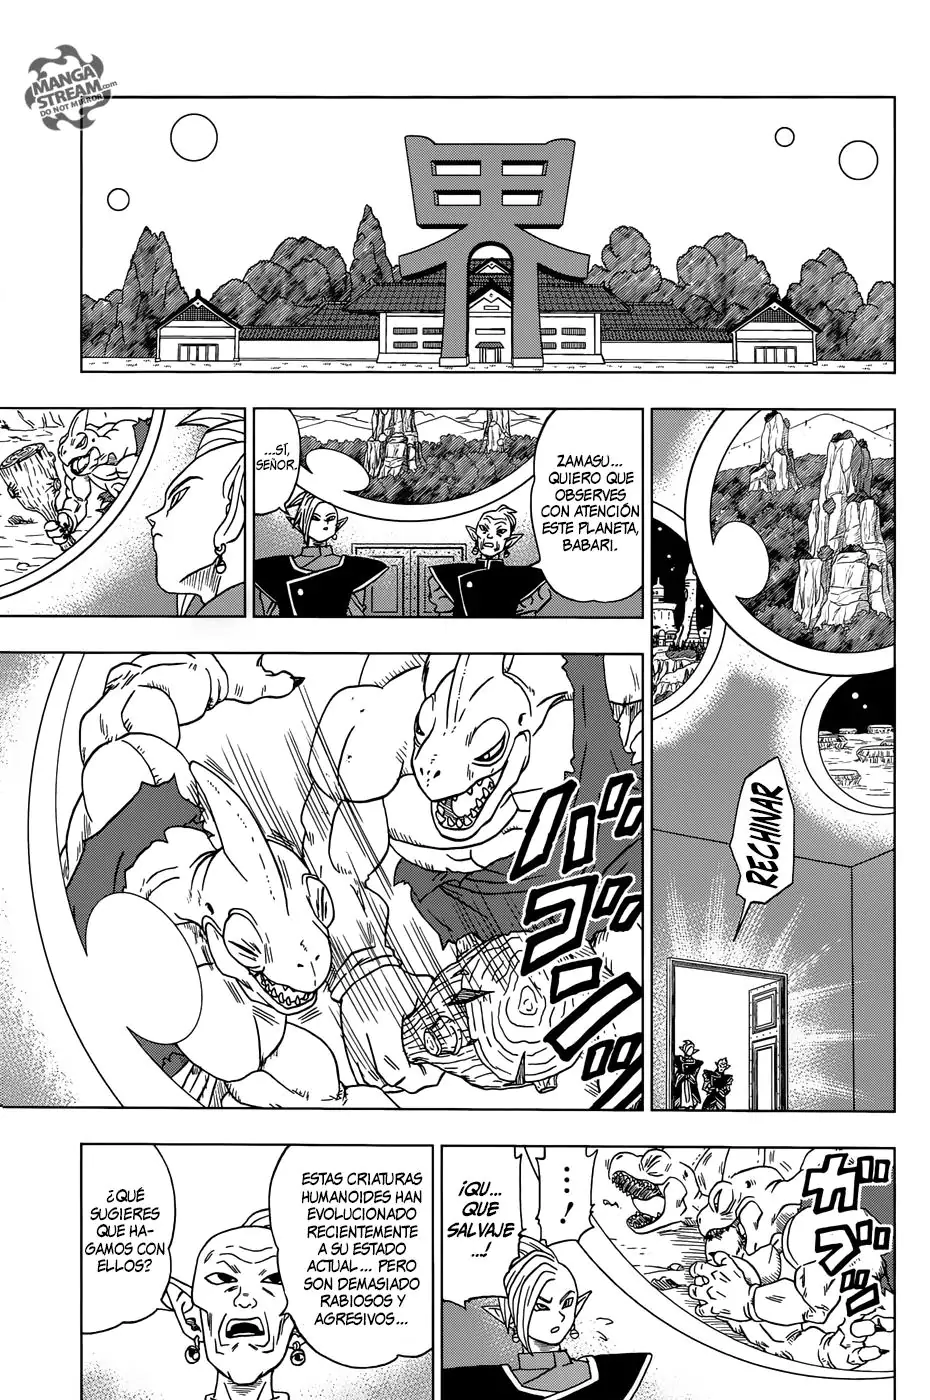 MANGA
STREAM.com
DO NOT MIRROR
界
RECHINAR
ZAMASU...
QUIERO QUE
OBSERVES
CON ATENCIÓN
ESTE PLANETA,
BABARI.
...SÍ,
SEÑOR.
...!
¡QU...
QUE
SALVAJE
...!
ESTAS CRIATURAS
HUMANOIDES HAN
EVOLUCIONADO
RECIENTEMENTE
A SU ESTADO
ACTUAL... PERO
SON DEMASIADO
RABIOSOS Y
AGRESIVOS...
¿QUÉ
SUGIERES
QUE HA-
GAMOS CON
ELLOS?